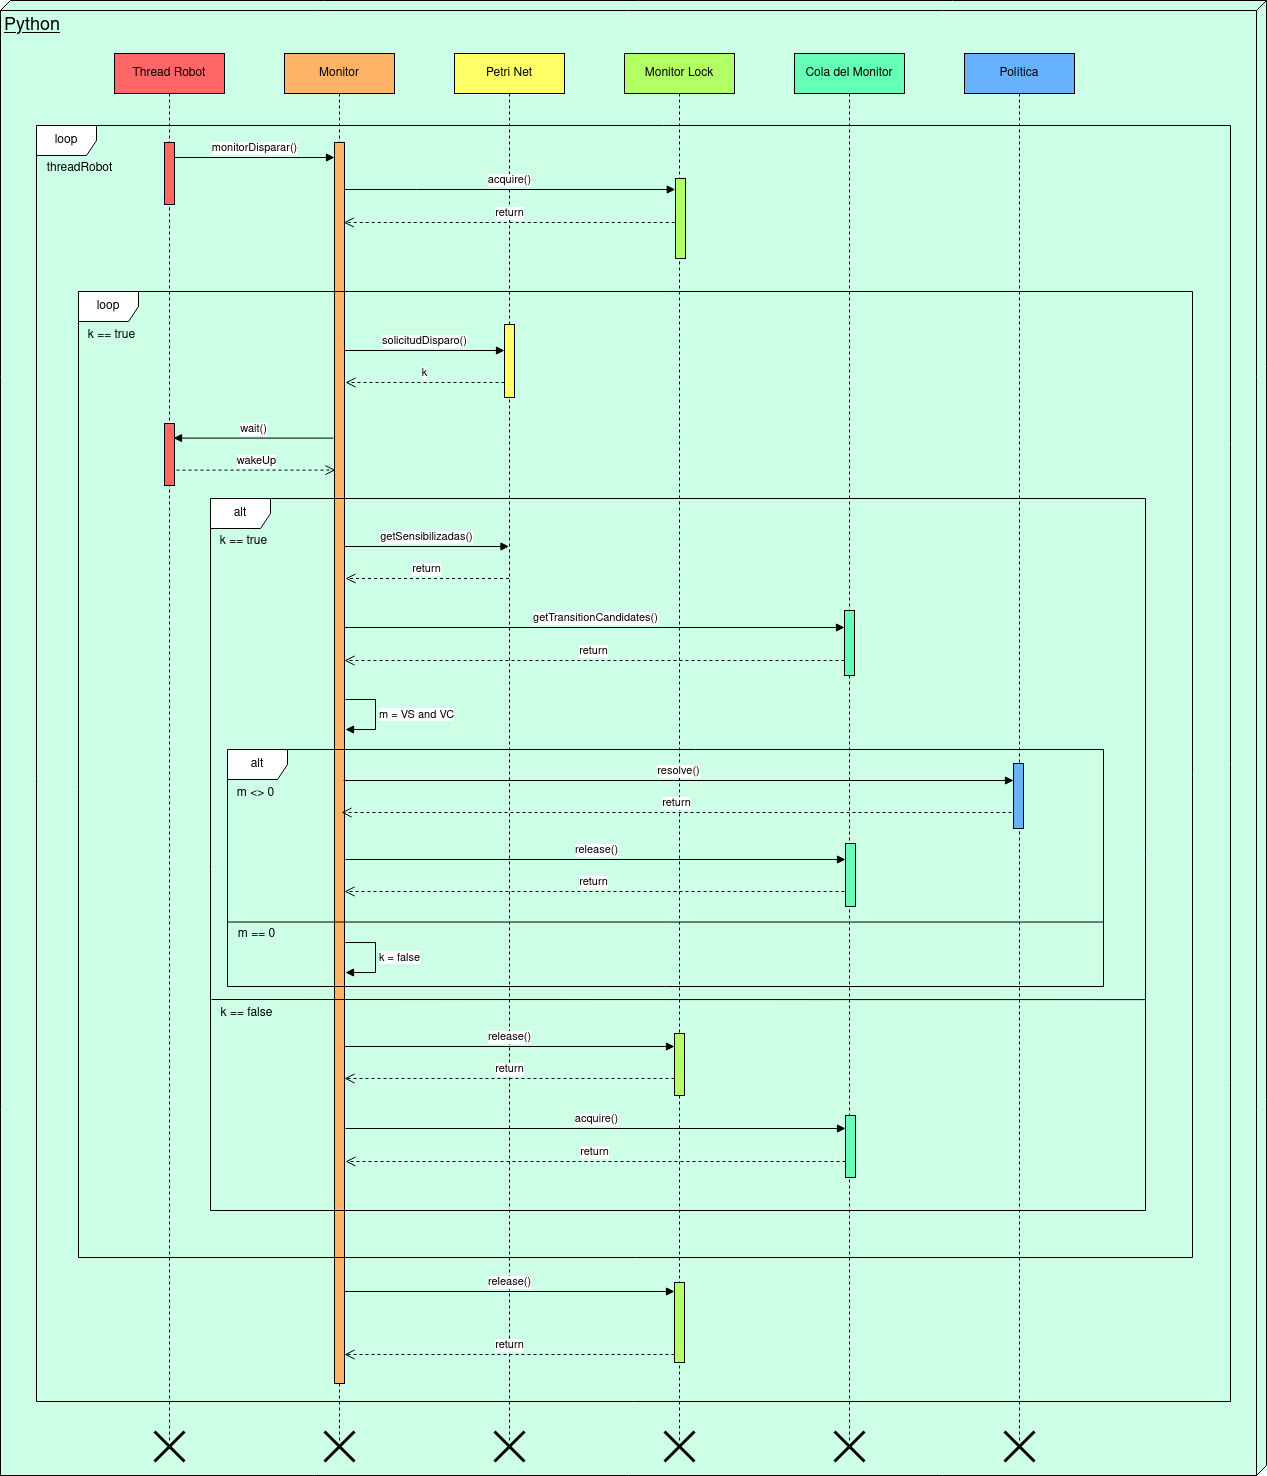 Python
Thread Robot
Monitor
Petri Net
Monitor Lock
Cola del Monitor
Política
loop
threadRobot
monitorDisparar()
acquire()
return
loop
k == true
solicitudDisparo()
k
wait()
wakeUp
alt
k == true
getSensibilizadas()
return
getTransitionCandidates()
return
m = VS and VC
alt
m <> 0
resolve()
return
release()
return
m == 0
k = false
k == false
release()
return
acquire()
return
release()
return